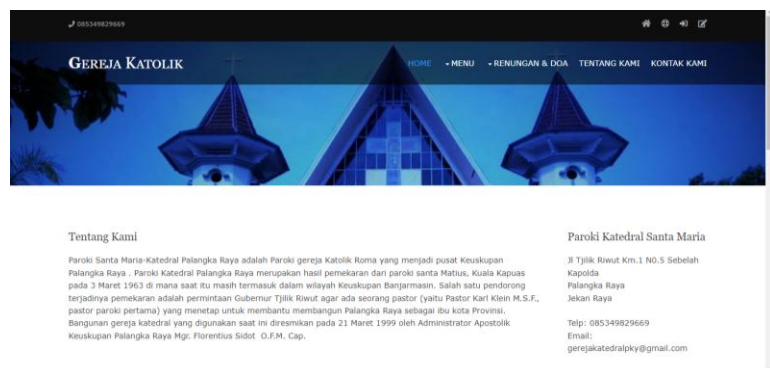 085349829669
GEREJA KATOLIK
HOME MENU RENUNGAN & DOA TENTANG KAMI KONTAK KAMI
Tentang Kami
Paroki Santa Maria-Katedral Palangka Raya adalah Paroki gereja Katolik Roma yang menjadi pusat Keuskupan
Palangka Raya . Paroki Katedral Palangka Raya merupakan hasil pemekaran dari paroki santa Matius, Kuala Kapuas
pada 3 Maret 1963 di mana saat itu masih termasuk dalam wilayah Keuskupan Banjarmasin. Salah satu pendorong
terjadinya pemekaran adalah permintaan Gubernur Tjilik Riwut agar ada seorang pastor (yaitu Pastor Karl Klein M.S.F.,
pastor paroki pertama) yang menetap untuk membantu membangun Palangka Raya sebagai ibu kota Provinsi.
Bangunan gereja katedral yang digunakan saat ini diresmikan pada 21 Maret 1999 oleh Administrator Apostolik
Keuskupan Palangka Raya Mgr. Florentius Sidot O.F.M. Cap.
Paroki Katedral Santa Maria
Jl Tjilik Riwut Km.1 N0.5 Sebelah
Kapolda
Palangka Raya
Jekan Raya
Telp: 085349829669
Email:
gerejakatedralpky@gmail.com